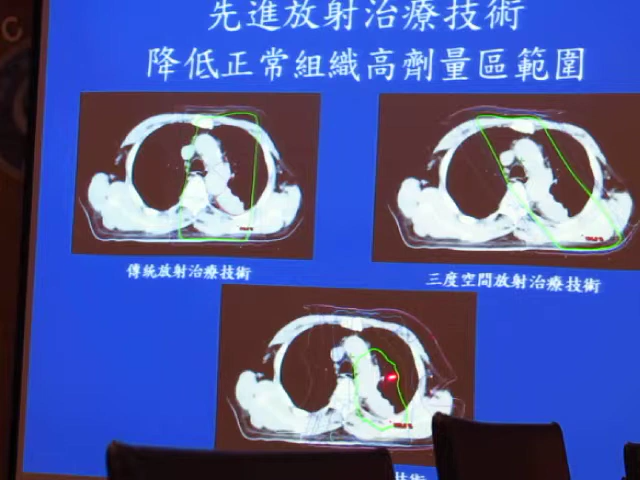 先進放射治療技術
降低正常組織高劑量區範圍
傳統放射治療技術
三度空間放射治療技術
技術